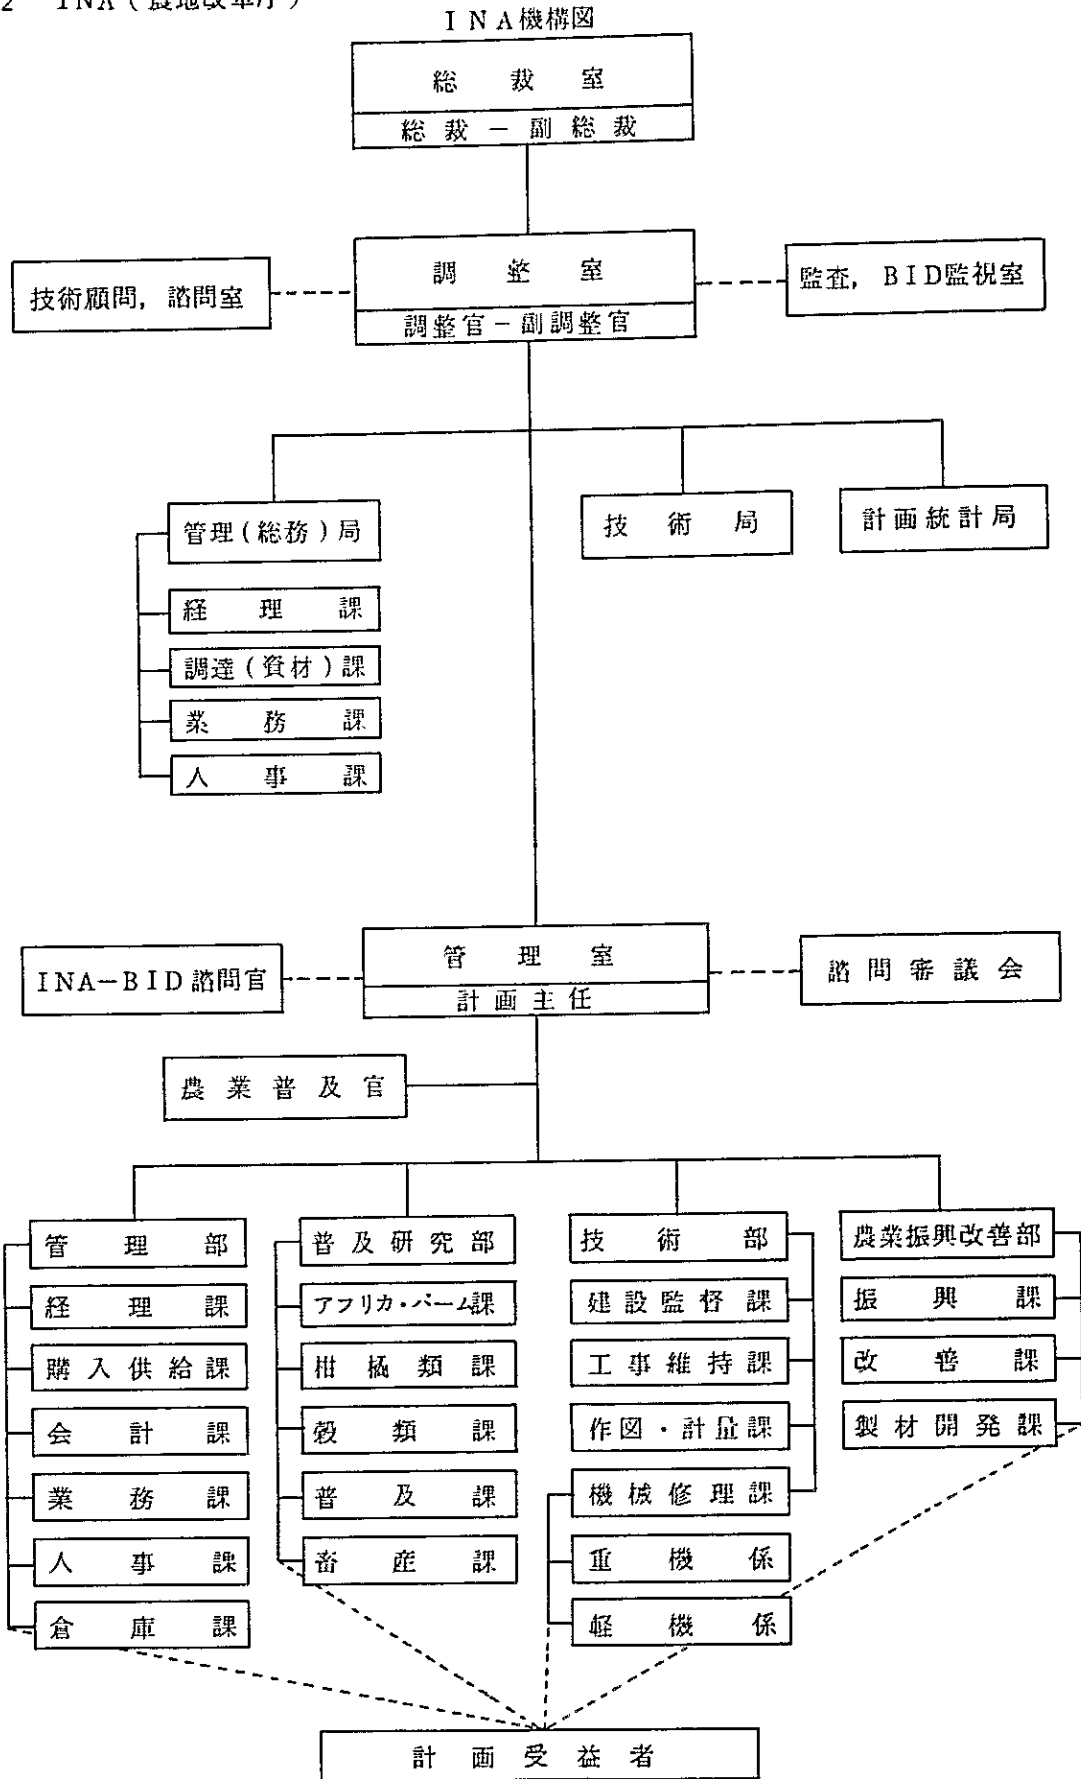 2 INA(農地改革庁)
INA機構図
総裁室
総裁－副総裁
調整室
調整官－副調整官
技術顧問，諮問室
監査，BID監視室
管理(総務)局
経理課
調達(資材)課
業務課
人事課
技術局
計画統計局
管理室
計画主任
INA－BID諮問官
諮問審議会
農業普及官
管理部
経理課
購入供給課
会計課
業務課
人事課
倉庫課
普及研究部
アフリカ・パーム課
柑橘類課
穀類課
普及課
畜産課
技術部
建設監督課
工事維持課
作図・計量課
機械修理課
重機係
軽機係
農業振興改善部
振興課
改善課
製材開発課
計画受益者